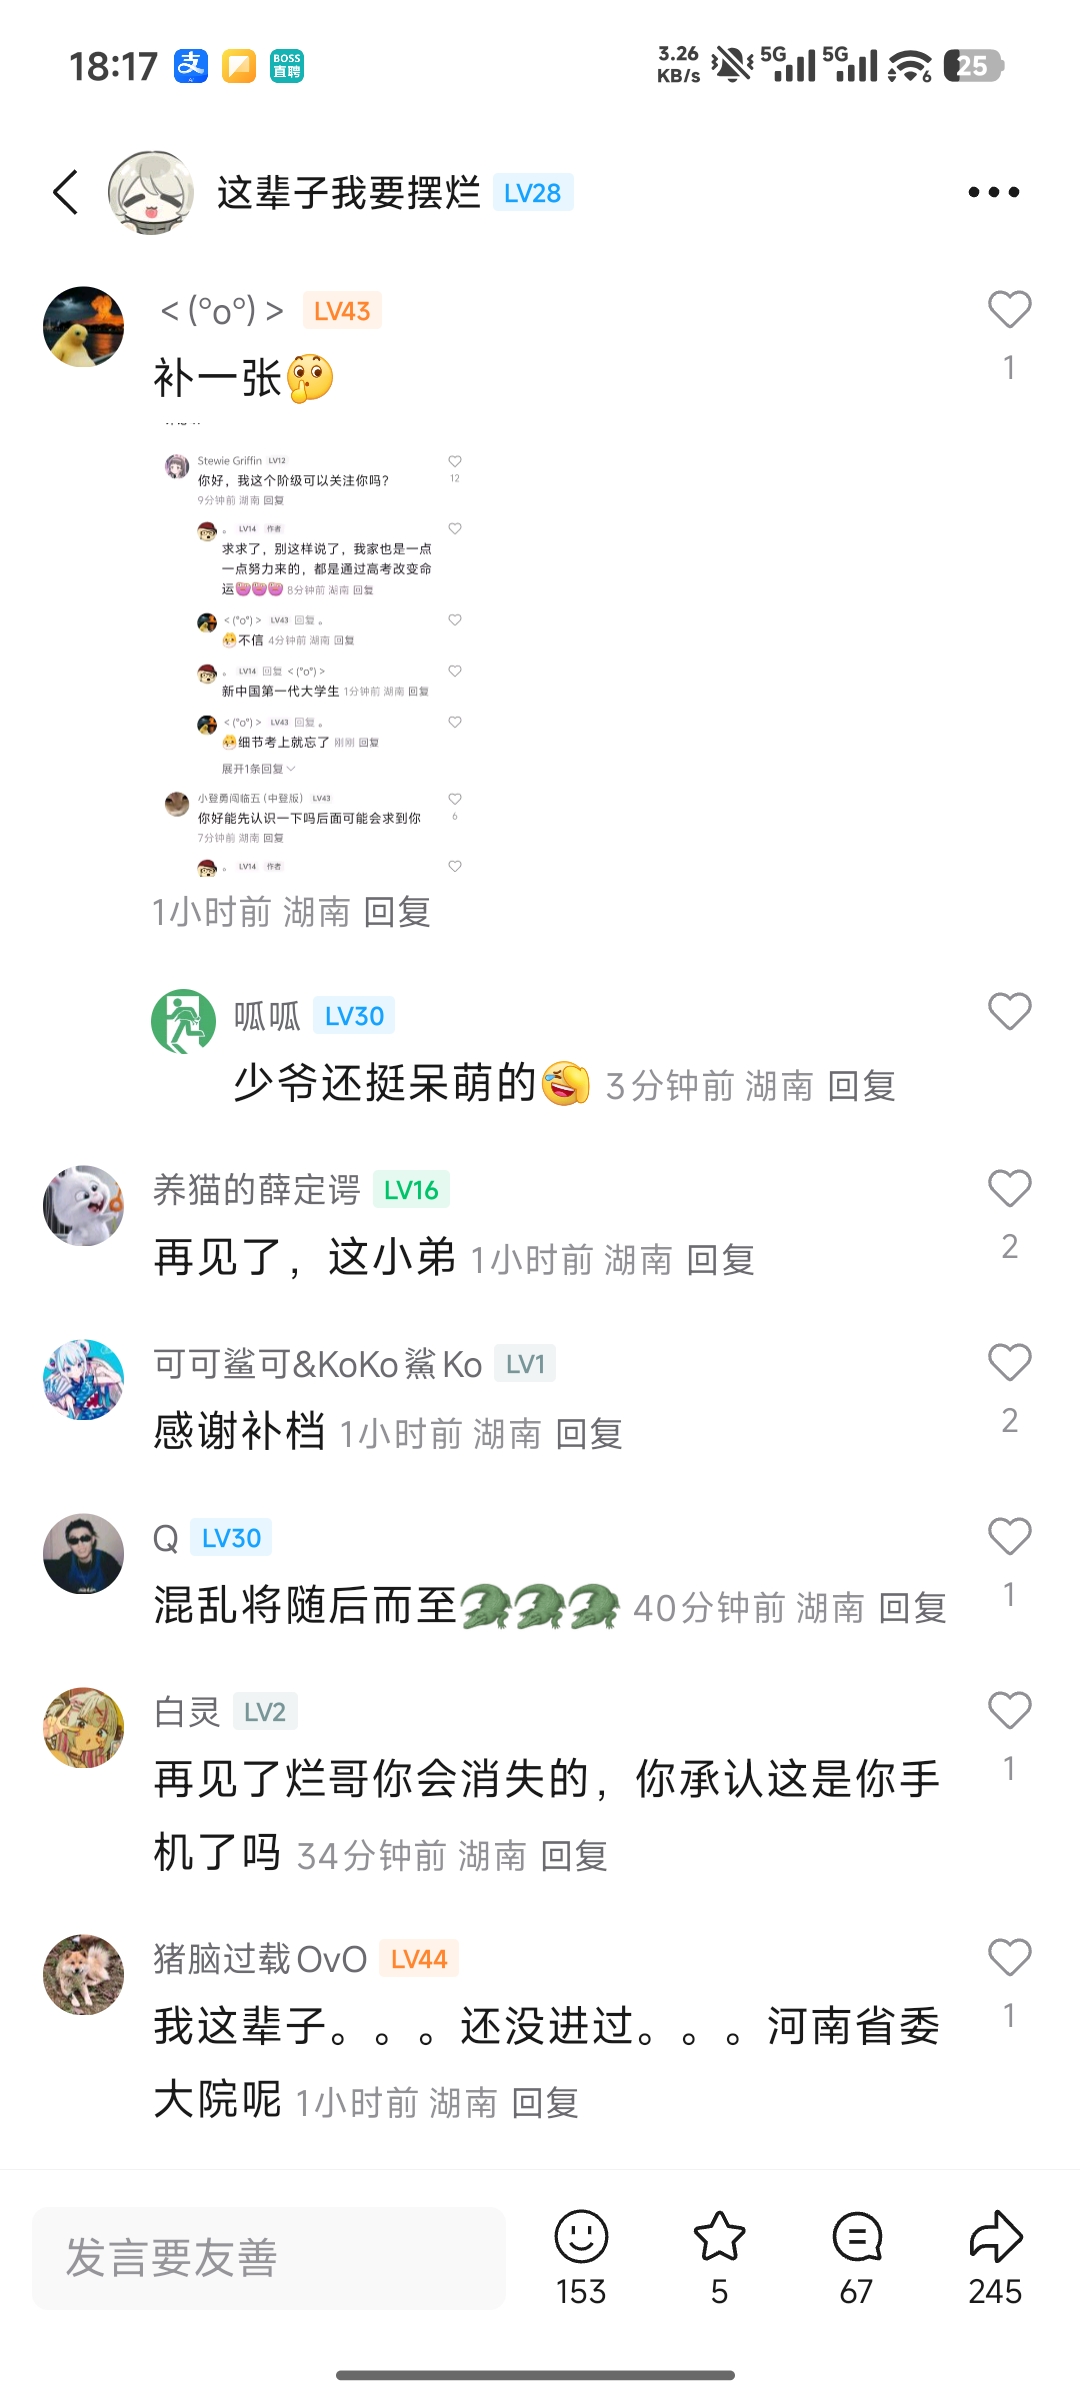 18:17
支
BOSS
直聘
3.26
KB/s
5G
5G
6
25
这辈子我要摆烂 LV28
<(°o°)> LV43
补一张
1
Stewie Griffin LV12
你好，我这个阶级可以关注你吗？
12
9分钟前 湖南 回复
。 LV14 作者
求求了，别这样说了，我家也是一点
一点努力来的，都是通过高考改变命
运 8分钟前 湖南 回复
<(°o°)> LV43 回复 。
不信 4分钟前 湖南 回复
。 LV14 回复 <(°o°)>
新中国第一代大学生 1分钟前 湖南 回复
<(°o°)> LV43 回复 。
细节考上就忘了 刚刚 回复
展开1条回复
小登勇闯临五（中登版） LV43
你好能先认识一下吗后面可能会求到你
6
7分钟前 湖南 回复
。 LV14 作者
1小时前 湖南 回复
呱呱 LV30
少爷还挺呆萌的 3分钟前 湖南 回复
养猫的薛定谔 LV16
再见了，这小弟 1小时前 湖南 回复
2
可可鲨可&KoKo鲨Ko LV1
感谢补档 1小时前 湖南 回复
2
Q LV30
混乱将随后而至🐊🐊🐊 40分钟前 湖南 回复
1
白灵 LV2
再见了烂哥你会消失的，你承认这是你手
1
机了吗 34分钟前 湖南 回复
猪脑过载OvO LV44
我这辈子。。。还没进过。。。河南省委
1
大院呢 1小时前 湖南 回复
发言要友善
153
5
67
245